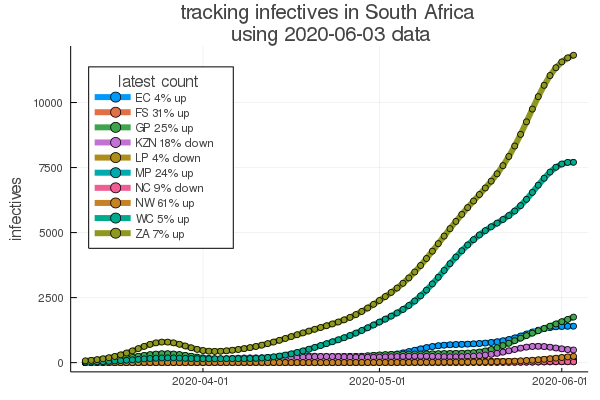 tracking infectives in South Africa
using 2020-06-03 data
latest count
EC 4% up
FS 31% up
GP 25% up
KZN 18% down
LP 4% down
MP 24% up
NC 9% down
NW 61% up
WC 5% up
ZA 7% up
infectives
10000
7500
5000
2500
0
2020-04-01
2020-05-01
2020-06-01